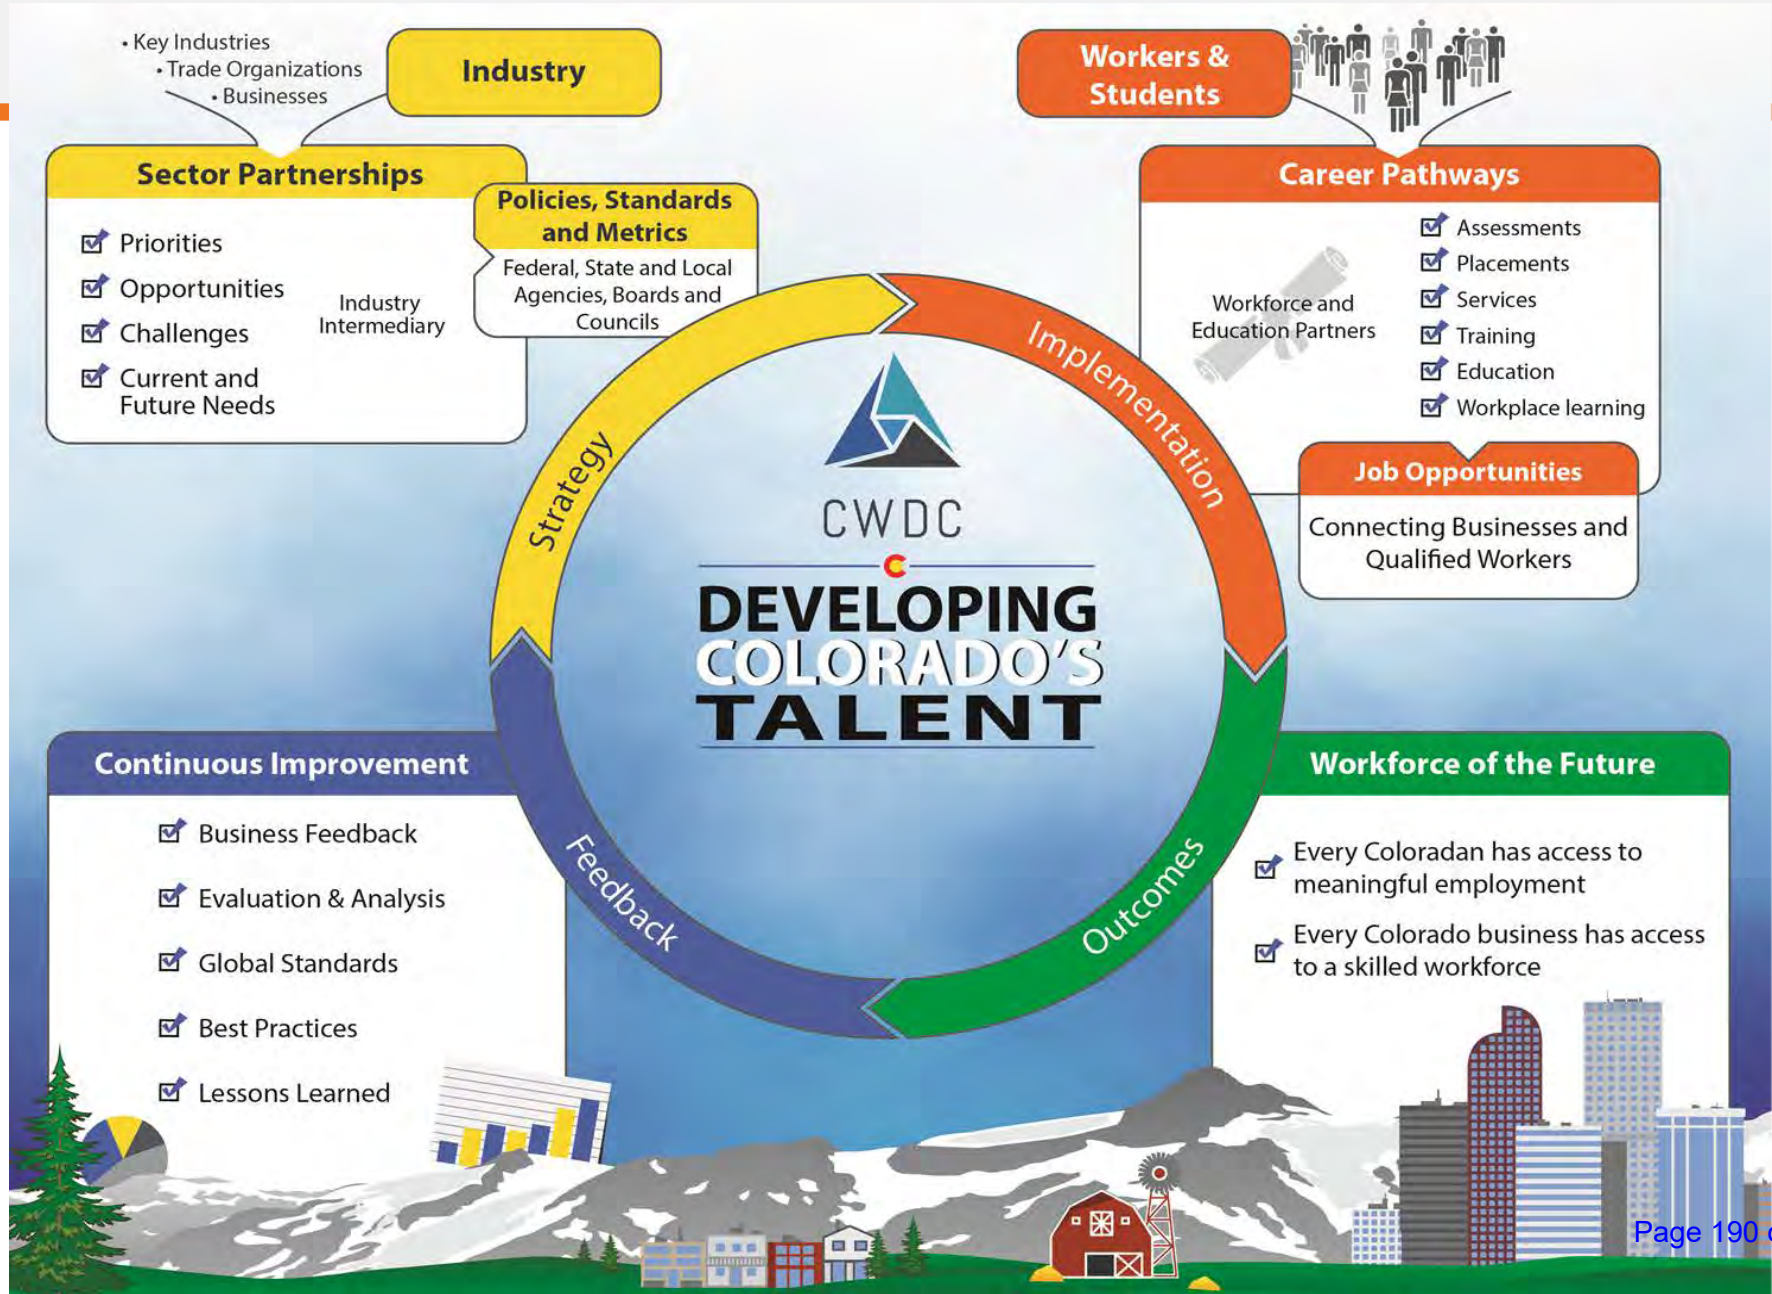 • Key Industries
• Trade Organizations
• Businesses
Industry
Sector Partnerships
Priorities
Opportunities
Challenges
Current and
Future Needs
Industry
Intermediary
Policies, Standards
and Metrics
Federal, State and Local
Agencies, Boards and
Councils
Workers &
Students
Career Pathways
Workforce and
Education Partners
Assessments
Placements
Services
Training
Education
Workplace learning
Job Opportunities
Connecting Businesses and
Qualified Workers
Strategy
Implementation
Outcomes
Feedback
CWDC
DEVELOPING
COLORADO'S
TALENT
Continuous Improvement
Business Feedback
Evaluation & Analysis
Global Standards
Best Practices
Lessons Learned
Workforce of the Future
Every Coloradan has access to
meaningful employment
Every Colorado business has access
to a skilled workforce
Page 190